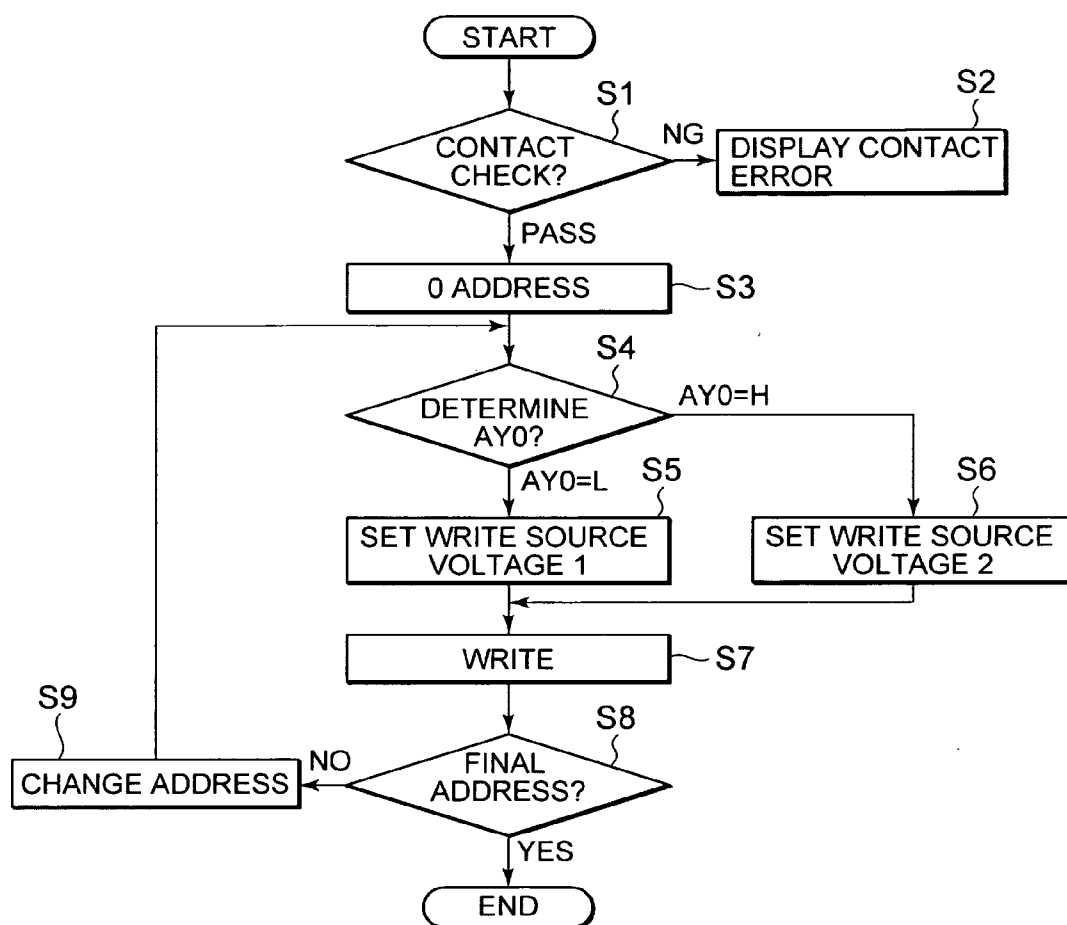 START
S1
CONTACT
CHECK?
NG
S2
DISPLAY CONTACT
ERROR
PASS
0 ADDRESS
S3
S4
DETERMINE
AY0?
AY0=H
AY0=L
S5
SET WRITE SOURCE
VOLTAGE 1
S6
SET WRITE SOURCE
VOLTAGE 2
WRITE
S7
S8
FINAL
ADDRESS?
NO
S9
CHANGE ADDRESS
YES
END